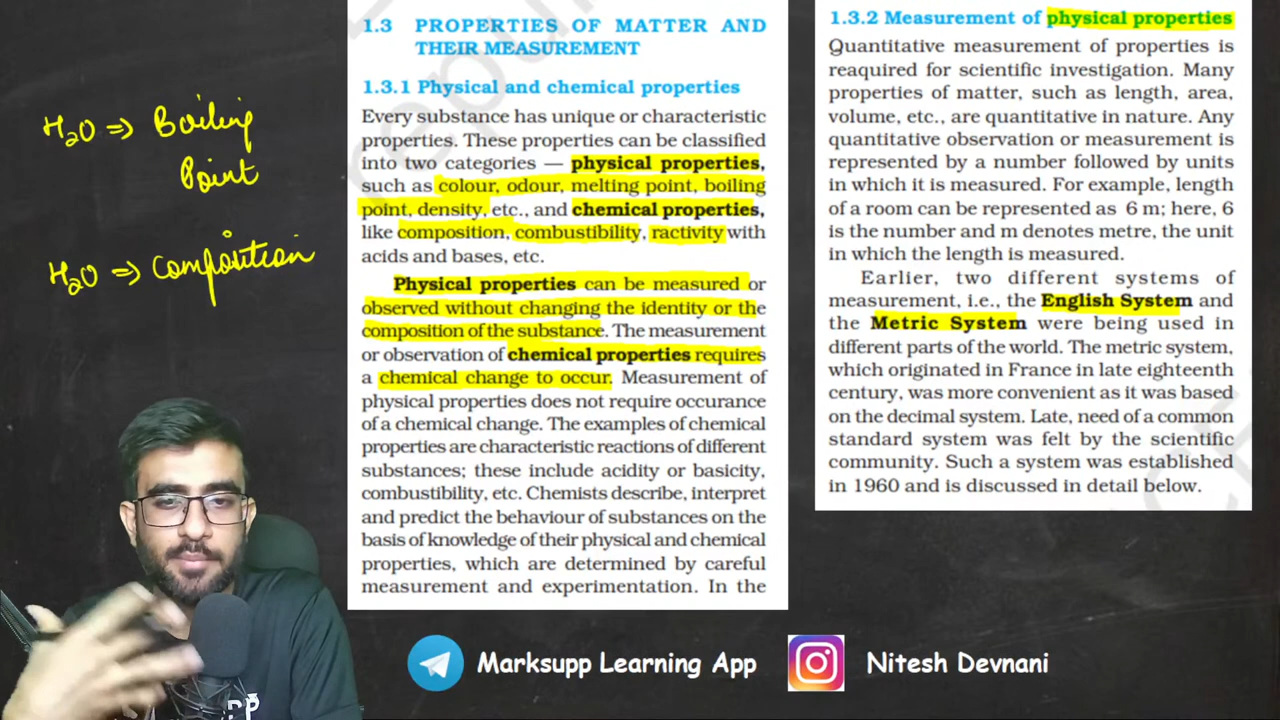 H2O => Boiling
Point
H2O => Composition
1.3 PROPERTIES OF MATTER AND
THEIR MEASUREMENT
1.3.1 Physical and chemical properties
Every substance has unique or characteristic
properties. These properties can be classified
into two categories — physical properties,
such as colour, odour, melting point, boiling
point, density, etc., and chemical properties,
like composition, combustibility, ractivity with
acids and bases, etc.
Physical properties can be measured or
observed without changing the identity or the
composition of the substance. The measurement
or observation of chemical properties requires
a chemical change to occur. Measurement of
physical properties does not require occurance
of a chemical change. The examples of chemical
properties are characteristic reactions of different
substances; these include acidity or basicity,
combustibility, etc. Chemists describe, interpret
and predict the behaviour of substances on the
basis of knowledge of their physical and chemical
properties, which are determined by careful
measurement and experimentation. In the
1.3.2 Measurement of physical properties
Quantitative measurement of properties is
reaquired for scientific investigation. Many
properties of matter, such as length, area,
volume, etc., are quantitative in nature. Any
quantitative observation or measurement is
represented by a number followed by units
in which it is measured. For example, length
of a room can be represented as 6 m; here, 6
is the number and m denotes metre, the unit
in which the length is measured.
Earlier, two different systems of
measurement, i.e., the English System and
the Metric System were being used in
different parts of the world. The metric system,
which originated in France in late eighteenth
century, was more convenient as it was based
on the decimal system. Late, need of a common
standard system was felt by the scientific
community. Such a system was established
in 1960 and is discussed in detail below.
Marksupp Learning App
Nitesh Devnani